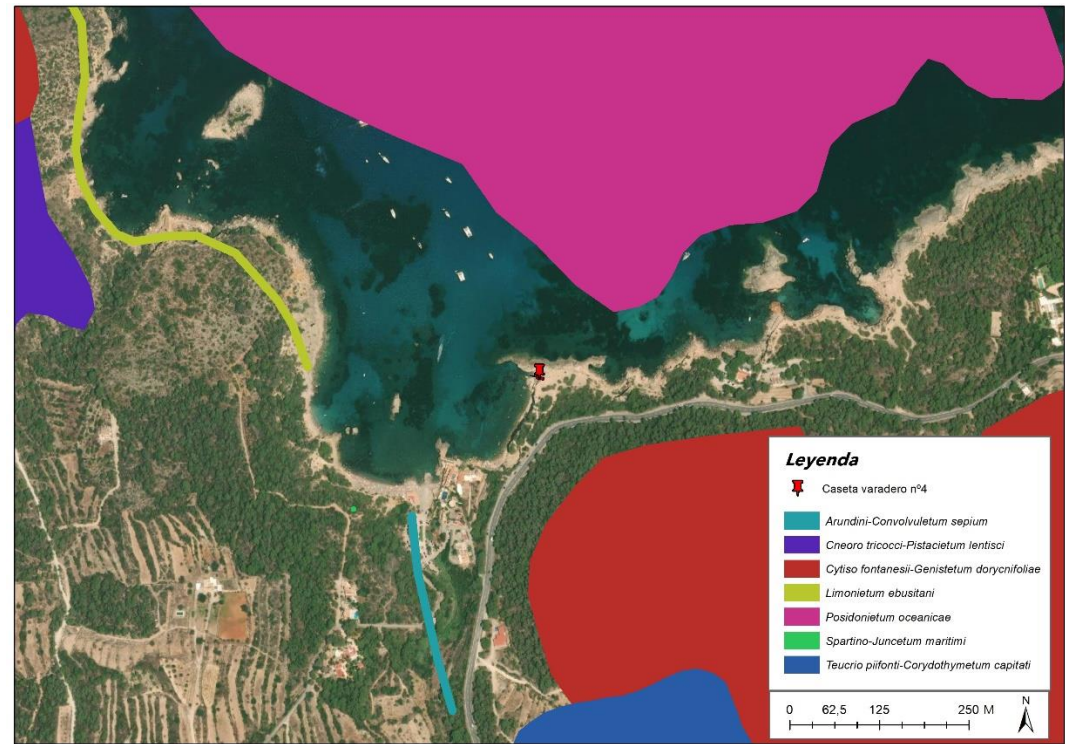 Leyenda
Caseta varadero nº4
Arundini-Convolvuletum sepium
Cneoro tricocci-Pistacietum lentisci
Cytiso fontanesii-Genistetum dorycnifoliae
Limonietum ebusitani
Posidonietum oceanicae
Spartino-Juncetum maritimi
Teucrio piifonti-Corydothymetum capitati
0 62,5 125 250 M
N